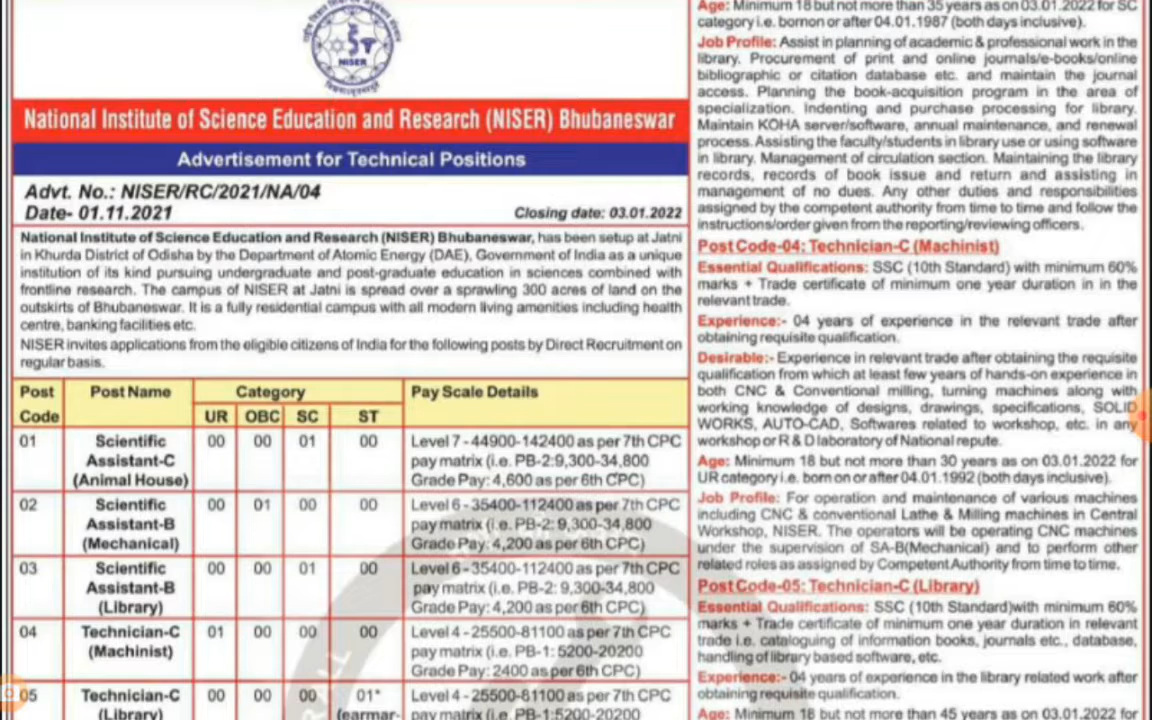 NISER
National Institute of Science Education and Research (NISER) Bhubaneswar
Advertisement for Technical Positions
Advt. No.: NISER/RC/2021/NA/04
Date- 01.11.2021
Closing date: 03.01.2022
National Institute of Science Education and Research (NISER) Bhubaneswar, has been setup at Jatni
in Khurda District of Odisha by the Department of Atomic Energy (DAE), Government of India as a unique
institution of its kind pursuing undergraduate and post-graduate education in sciences combined with
frontline research. The campus of NISER at Jatni is spread over a sprawling 300 acres of land on the
outskirts of Bhubaneswar. It is a fully residential campus with all modern living amenities including health
centre, banking facilities etc.
NISER invites applications from the eligible citizens of India for the following posts by Direct Recruitment on
regular basis.
Post Code Post Name Category Pay Scale Details
UR OBC SC ST
01 Scientific 00 00 01 00 Level 7 - 44900-142400 as per 7th CPC
Assistant-C pay matrix (i.e. PB-2:9,300-34,800
(Animal House) Grade Pay: 4,600 as per 6th CPC)
02 Scientific 00 01 00 00 Level 6 - 35400-112400 as per 7th CPC
Assistant-B pay matrix (i.e. PB-2: 9,300-34,800
(Mechanical) Grade Pay: 4,200 as per 6th CPC)
03 Scientific 00 00 01 00 Level 6 - 35400-112400 as per 7th CPC
Assistant-B pay matrix (i.e. PB-2: 9,300-34,800
(Library) Grade Pay: 4,200 as per 6th CPC)
04 Technician-C 01 00 00 00 Level 4 - 25500-81100 as per 7th CPC
(Machinist) pay matrix (i.e. PB-1: 5200-20200
Grade Pay: 2400 as per 6th CPC)
05 Technician-C 00 00 00 01* Level 4 - 25500-81100 as per 7th CPC
(Library) (earmar- pay matrix (i.e. PB-1:5200-20200
Age: Minimum 18 but not more than 35 years as on 03.01.2022 for SC
category i.e. bornon or after 04.01.1987 (both days inclusive).
Job Profile: Assist in planning of academic & professional work in the
library. Procurement of print and online journals/e-books/online
bibliographic or citation database etc. and maintain the journal
access. Planning the book-acquisition program in the area of
specialization. Indenting and purchase processing for library.
Maintain KOHA server/software, annual maintenance, and renewal
process. Assisting the faculty/students in library use or using software
in library. Management of circulation section. Maintaining the library
records, records of book issue and return and assisting in
management of no dues. Any other duties and responsibilities
assigned by the competent authority from time to time and follow the
instructions/order given from the reporting/reviewing officers.
Post Code-04: Technician-C (Machinist)
Essential Qualifications: SSC (10th Standard) with minimum 60%
marks + Trade certificate of minimum one year duration in in the
relevant trade.
Experience:- 04 years of experience in the relevant trade after
obtaining requisite qualification.
Desirable:- Experience in relevant trade after obtaining the requisite
qualification from which at least few years of hands-on experience in
both CNC & Conventional milling, turning machines along with
working knowledge of designs, drawings, specifications, SOLID
WORKS, AUTO-CAD, Softwares related to workshop, etc. in any
workshop or R & D laboratory of National repute.
Age: Minimum 18 but not more than 30 years as on 03.01.2022 for
UR category i.e. born on or after 04.01.1992 (both days inclusive).
Job Profile: For operation and maintenance of various machines
including CNC & conventional Lathe & Milling machines in Central
Workshop, NISER. The operators will be operating CNC machines
under the supervision of SA-B(Mechanical) and to perform other
related roles as assigned by Competent Authority from time to time.
Post Code-05: Technician-C (Library)
Essential Qualifications: SSC (10th Standard)with minimum 60%
marks + Trade certificate of minimum one year duration in relevant
trade i.e. cataloguing of information books, journals etc., database,
handling of library based software, etc.
Experience:- 04 years of experience in the library related work after
obtaining requisite qualification.
Age: Minimum 18 but not more than 45 years as on 03.01.2022 for